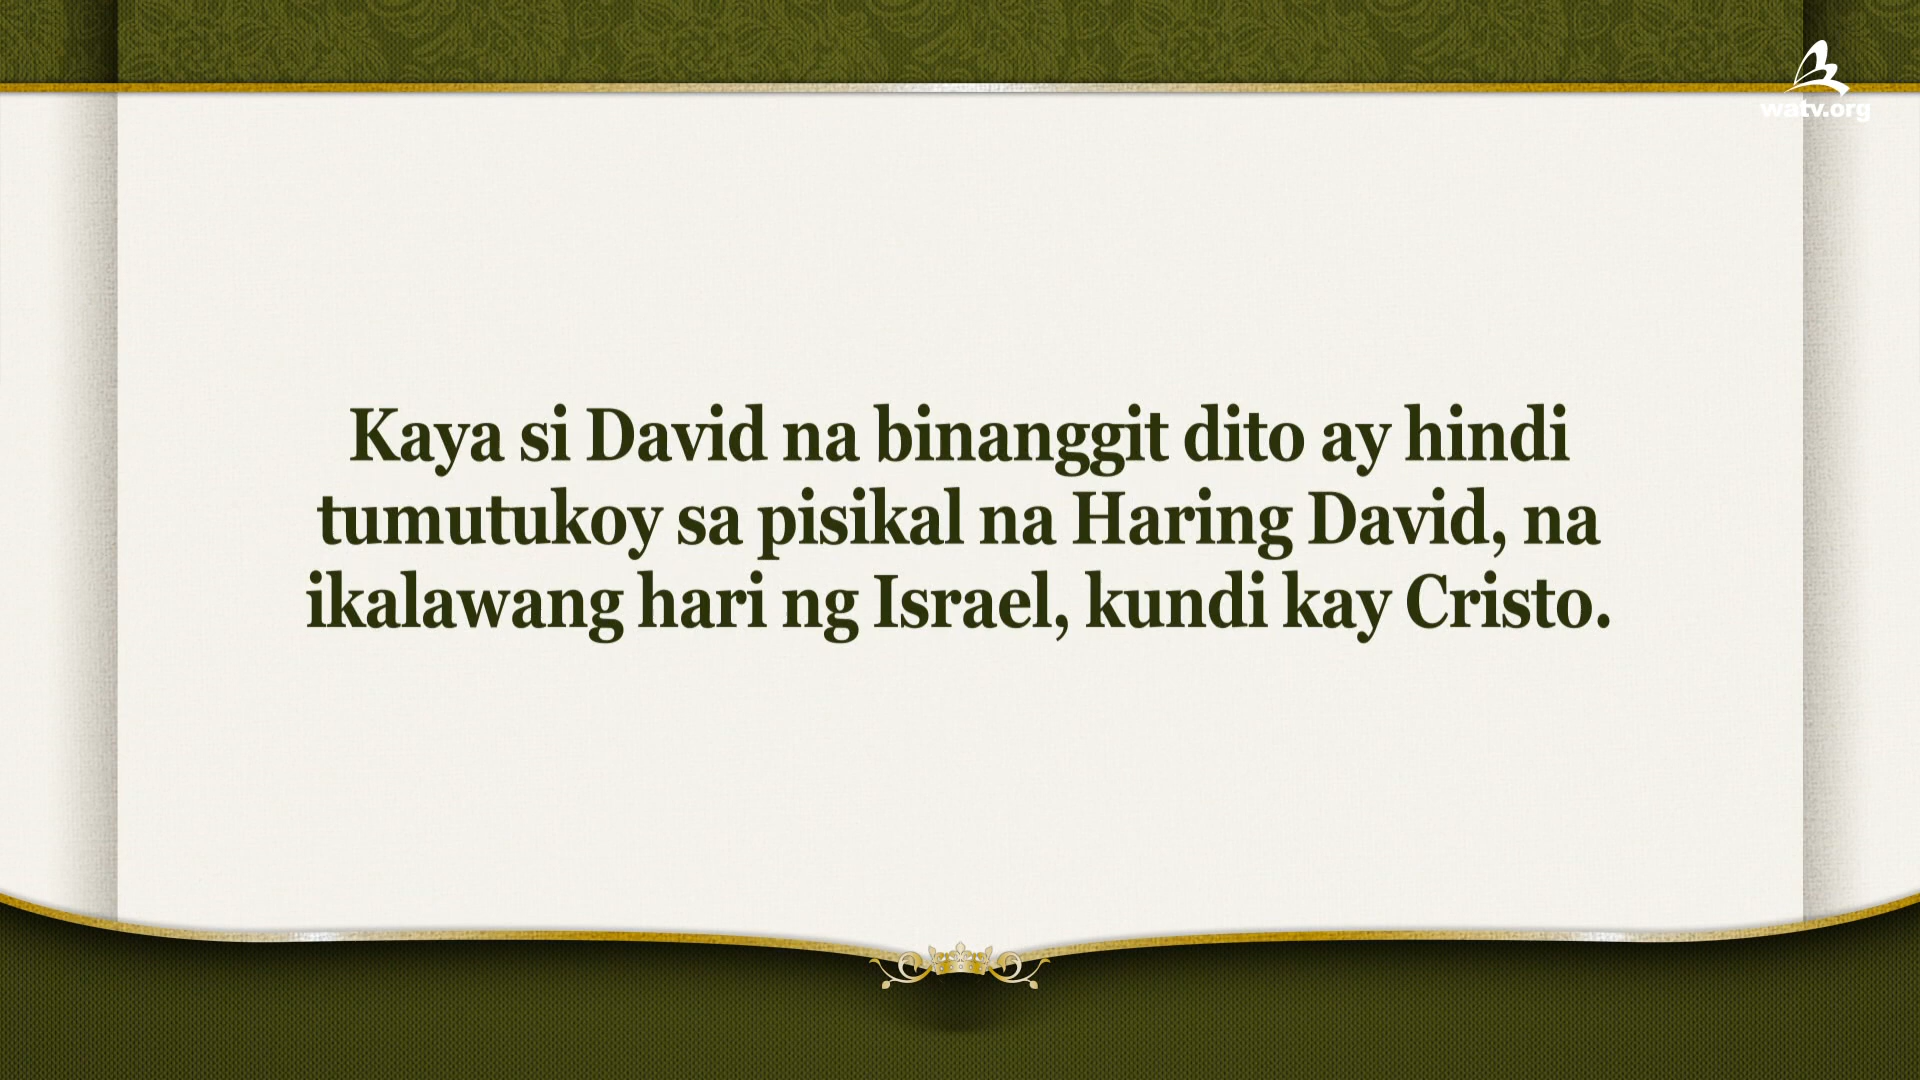 watv.org
Kaya si David na binanggit dito ay hindi
tumutukoy sa pisikal na Haring David, na
ikalawang hari ng Israel, kundi kay Cristo.